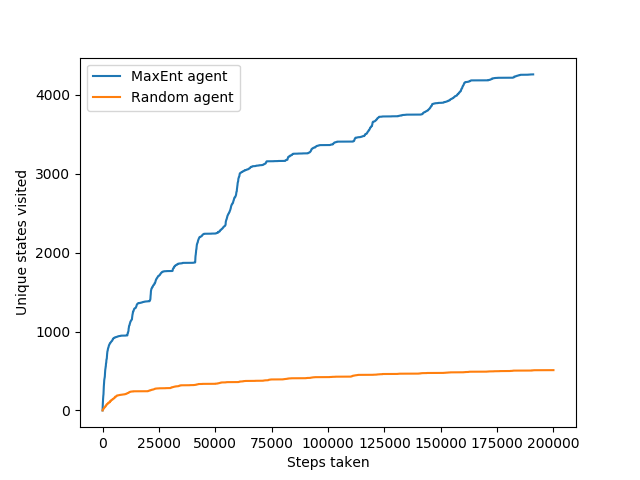 MaxEnt agent
Random agent
4000
3000
2000
1000
0
Unique states visited
0 25000 50000 75000 100000 125000 150000 175000 200000
Steps taken